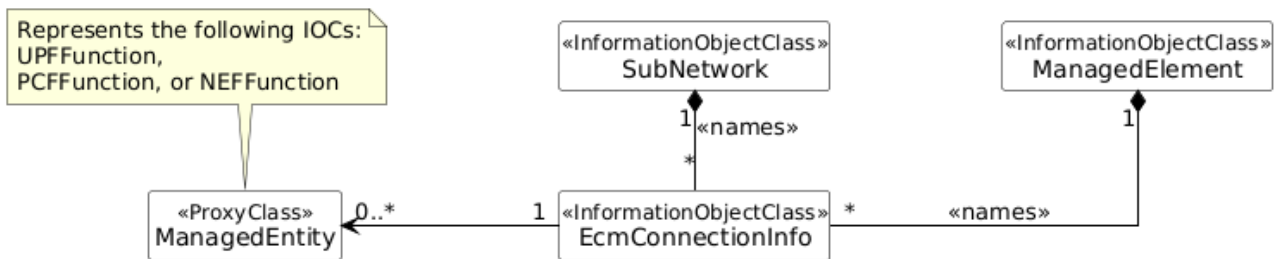 Represents the following IOCs:
UPFFunction,
PCFFunction, or NEFFunction
«InformationObjectClass»
SubNetwork
«InformationObjectClass»
ManagedElement
1
«names»
*
1
«ProxyClass»
ManagedEntity
0..*
1
«InformationObjectClass»
EcmConnectionInfo
*
«names»